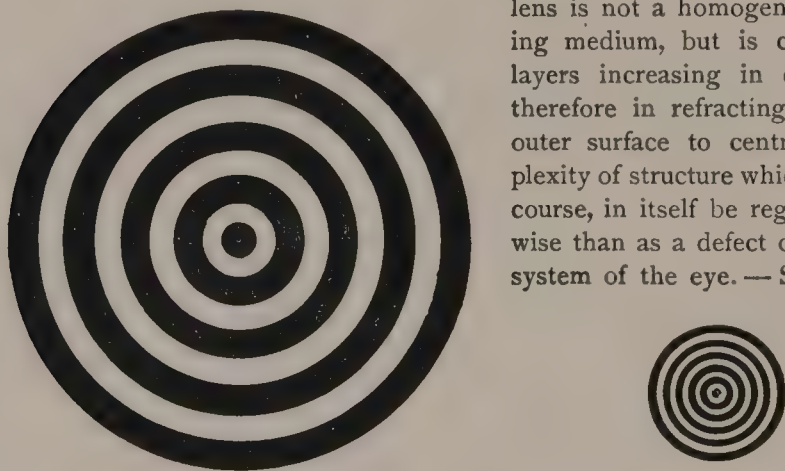 lens is not a homogen
ing medium, but is c
layers increasing in
therefore in refracting
outer surface to centr
plexity of structure whic
course, in itself be reg
wise than as a defect o
system of the eye. — S